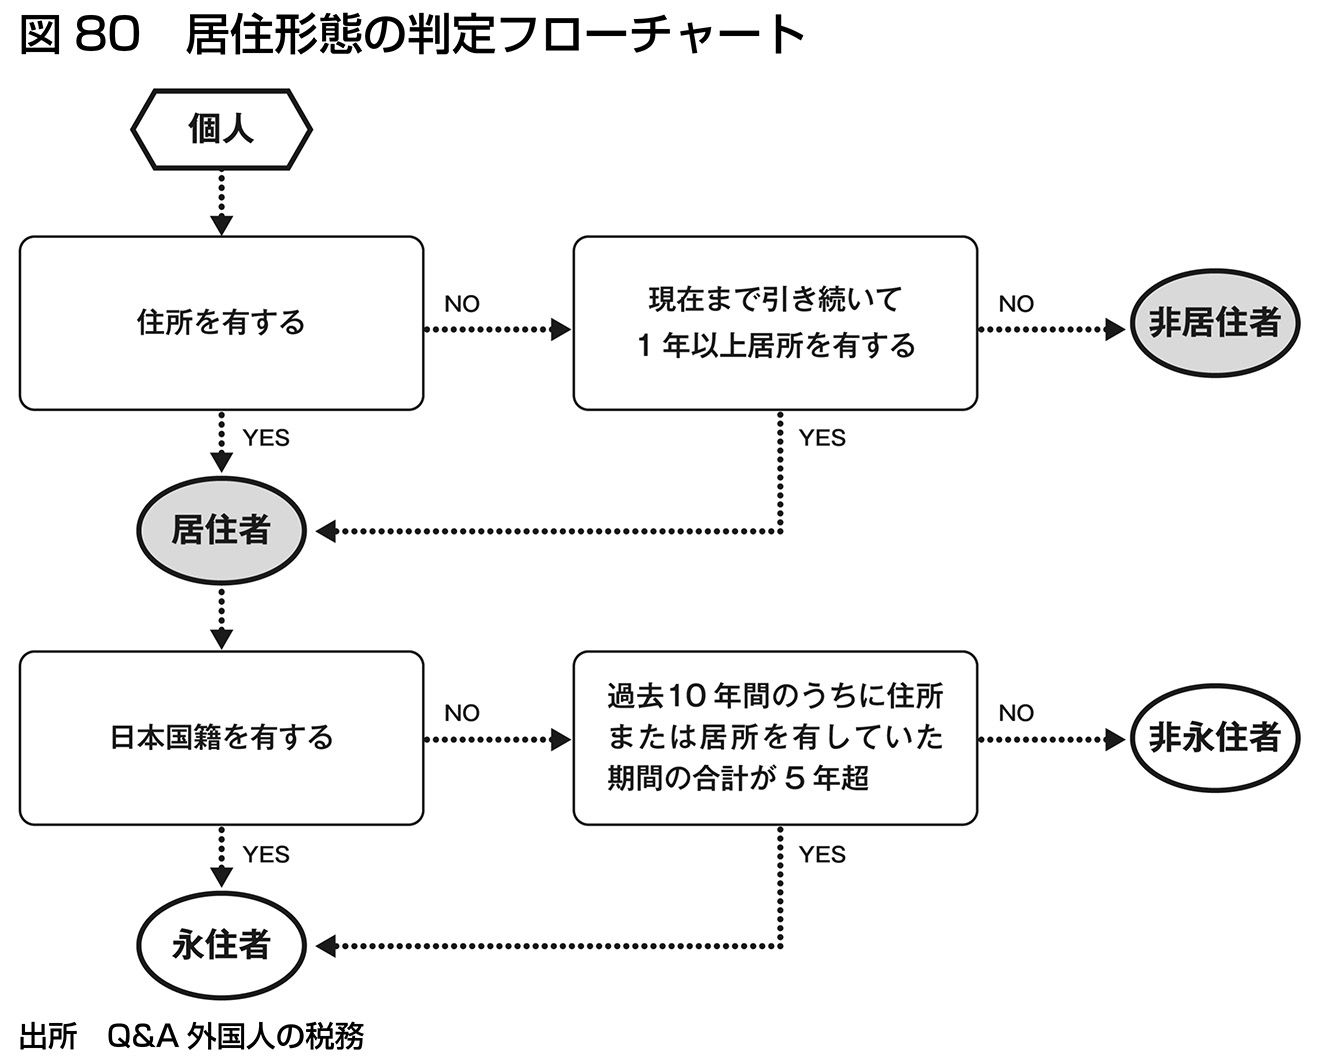 図 80　居住形態の判定フローチャート
個人
住所を有する
NO
現在まで引き続いて
1 年以上居所を有する
NO
非居住者
YES
YES
居住者
日本国籍を有する
NO
過去10 年間のうちに住所
または居所を有していた
期間の合計が 5 年超
NO
非永住者
YES
YES
永住者
出所　Q&A 外国人の税務